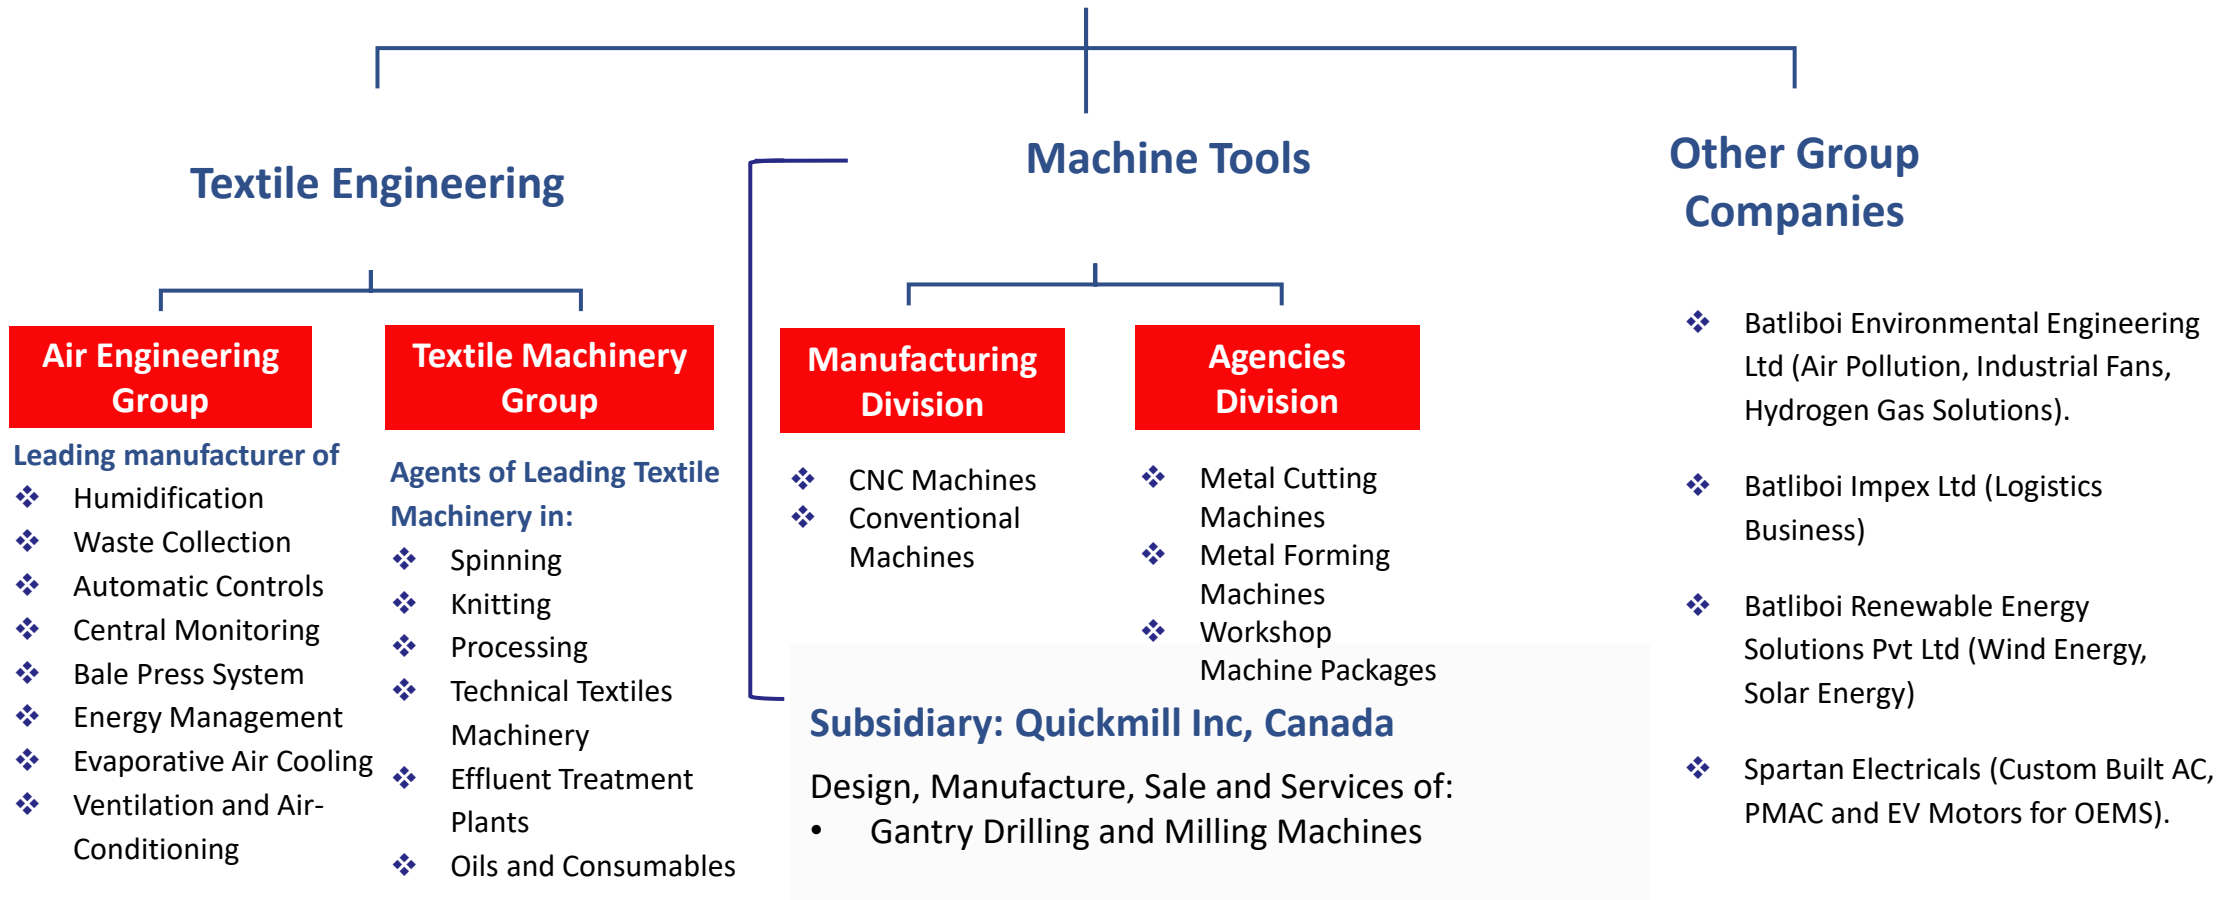 Textile Engineering
Air Engineering
Group
Leading manufacturer of
❖ Humidification
❖ Waste Collection
❖ Automatic Controls
❖ Central Monitoring
❖ Bale Press System
❖ Energy Management
❖ Evaporative Air Cooling
❖ Ventilation and Air-
Conditioning
Textile Machinery
Group
Agents of Leading Textile
Machinery in:
❖ Spinning
❖ Knitting
❖ Processing
❖ Technical Textiles
Machinery
❖ Effluent Treatment
Plants
❖ Oils and Consumables
Machine Tools
Manufacturing
Division
❖ CNC Machines
❖ Conventional
Machines
Agencies
Division
❖ Metal Cutting
Machines
❖ Metal Forming
Machines
❖ Workshop
Machine Packages
Subsidiary: Quickmill Inc, Canada
Design, Manufacture, Sale and Services of:
• Gantry Drilling and Milling Machines
Other Group
Companies
❖ Batliboi Environmental Engineering
Ltd (Air Pollution, Industrial Fans,
Hydrogen Gas Solutions).
❖ Batliboi Impex Ltd (Logistics
Business)
❖ Batliboi Renewable Energy
Solutions Pvt Ltd (Wind Energy,
Solar Energy)
❖ Spartan Electricals (Custom Built AC,
PMAC and EV Motors for OEMS).